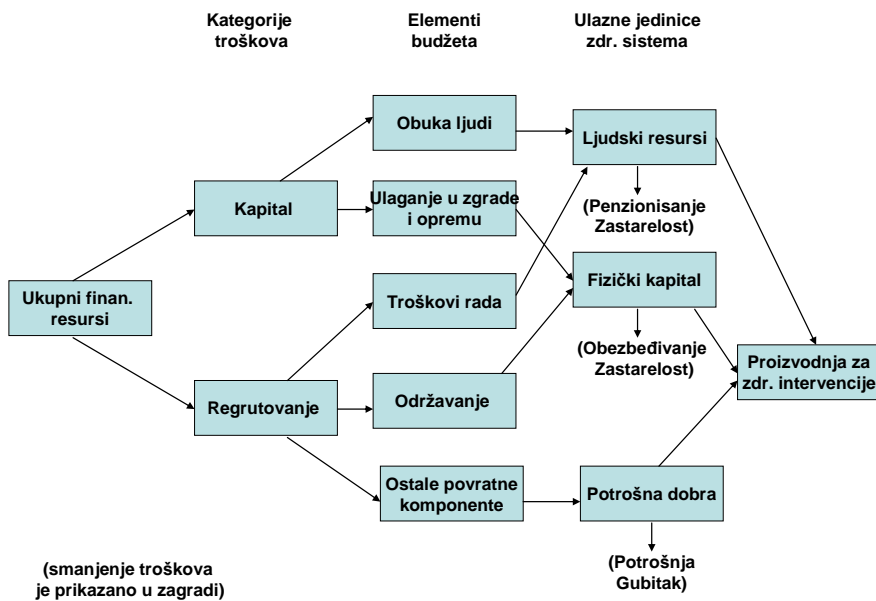 Kategorije
troškova
Elementi
budžeta
Ulazne jedinice
zdr. sistema
Obuka ljudi
Ljudski resursi
Kapital
Ulaganje u zgrade
i opremu
(Penzionisanje
Zastarelost)
Ukupni finan.
resursi
Troškovi rada
Fizički kapital
(Obezbeđivanje
Zastarelost)
Proizvodnja za
zdr. intervencije
Regrutovanje
Održavanje
Ostale povratne
komponente
Potrošna dobra
(Potrošnja
Gubitak)
(smanjenje troškova
je prikazano u zagradi)